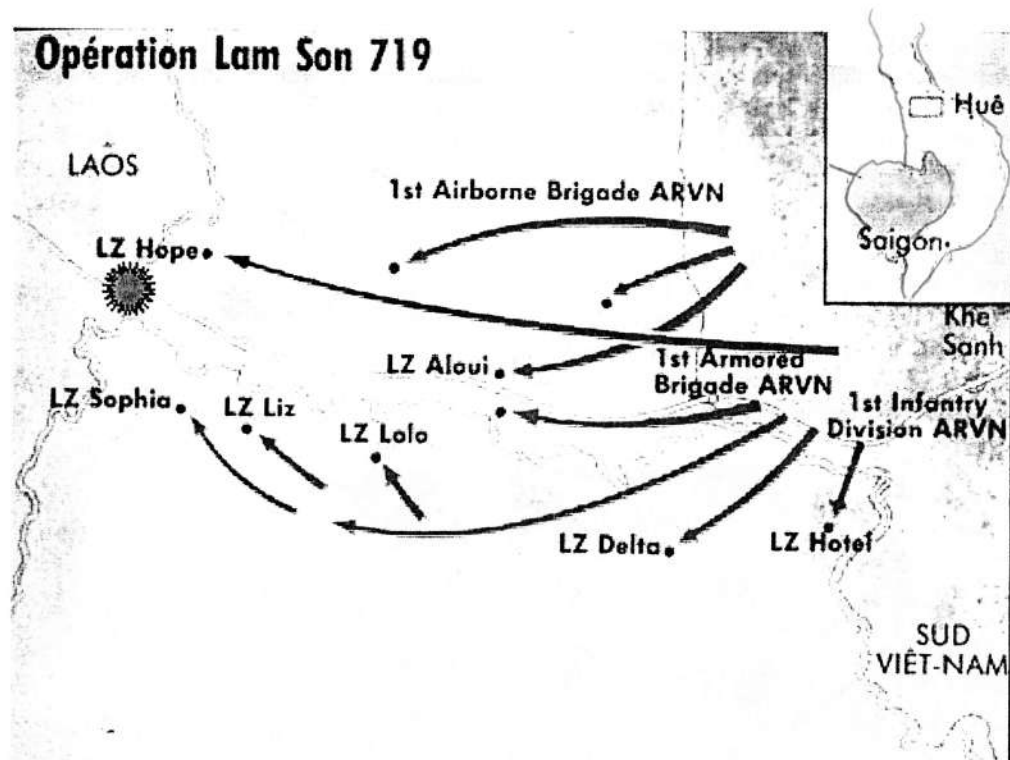 Opération Lam Son 719
Huê
Saigon
LAÔS
1st Airborne Brigade ARVN
LZ Hope
Khe
Sanh
LZ Aloui
1st Armored
Brigade ARVN
LZ Sophia
LZ Liz
1st Infantry
Division ARVN
LZ Lolo
LZ Delta
LZ Hotel
SUD
VIÊT-NAM